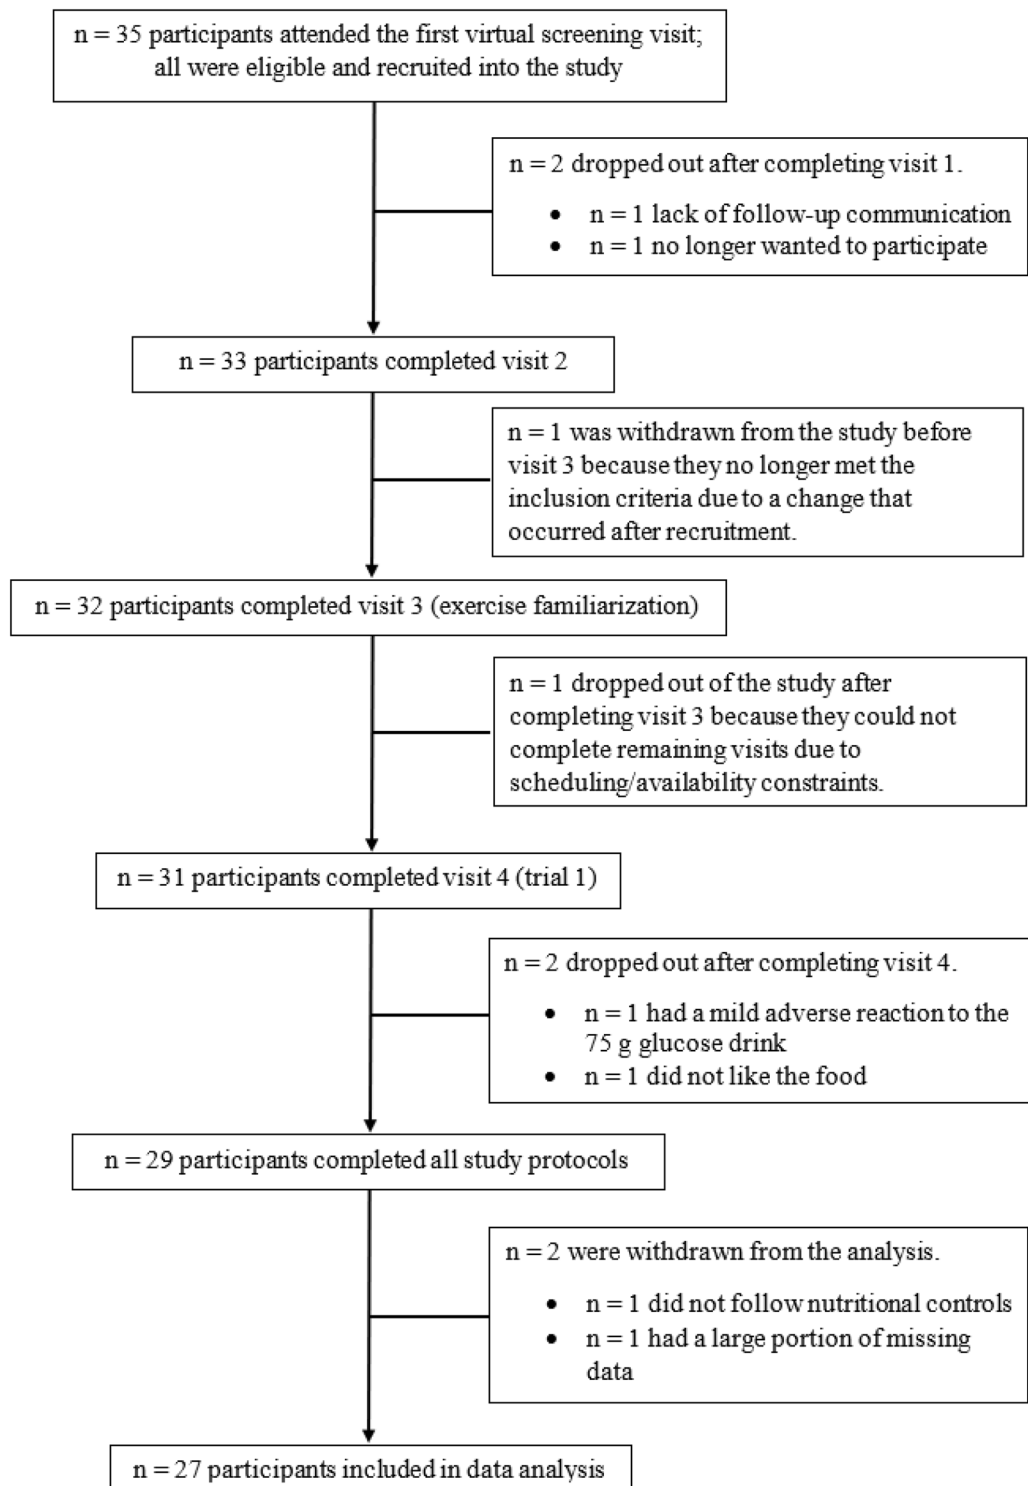 n = 35 participants attended the first virtual screening visit;
all were eligible and recruited into the study
n = 2 dropped out after completing visit 1.
• n = 1 lack of follow-up communication
• n = 1 no longer wanted to participate
n = 33 participants completed visit 2
n = 1 was withdrawn from the study before
visit 3 because they no longer met the
inclusion criteria due to a change that
occurred after recruitment.
n = 32 participants completed visit 3 (exercise familiarization)
n = 1 dropped out of the study after
completing visit 3 because they could not
complete remaining visits due to
scheduling/availability constraints.
n = 31 participants completed visit 4 (trial 1)
n = 2 dropped out after completing visit 4.
• n = 1 had a mild adverse reaction to the
75 g glucose drink
• n = 1 did not like the food
n = 29 participants completed all study protocols
n = 2 were withdrawn from the analysis.
• n = 1 did not follow nutritional controls
• n = 1 had a large portion of missing
data
n = 27 participants included in data analysis